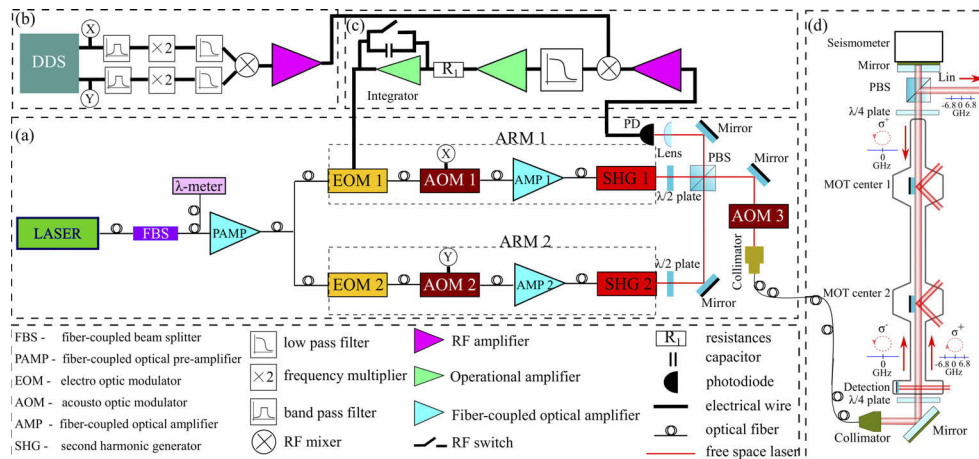 (b)
X
DDS
×2
×2
Y
(c)
Integrator
R1
(a)
ARM 1
X
EOM 1
AOM 1
AMP 1
SHG 1
λ/2 plate
PD
Lens
Mirror
PBS
Mirror
AOM 3
Collimator
λ-meter
LASER
FBS
PAMP
ARM 2
Y
EOM 2
AOM 2
AMP 2
SHG 2
λ/2 plate
Mirror
(d)
Seismometer
Mirror
Lin
PBS
-6.8 0 6.8
GHz
λ/4 plate
σ+
0
GHz
MOT center 1
MOT center 2
σ-
0
GHz
σ+
-6.8 0 6.8
GHz
Detection
λ/4 plate
Collimator
Mirror
FBS - fiber-coupled beam splitter
PAMP- fiber-coupled optical pre-amplifier
EOM - electro optic modulator
AOM - acousto optic modulator
AMP - fiber-coupled optical amplifier
SHG - second harmonic generator
low pass filter
×2 frequency multiplier
band pass filter
RF mixer
RF amplifier
Operational amplifier
Fiber-coupled optical amplifier
RF switch
R1 resistances
capacitor
photodiode
electrical wire
optical fiber
free space laser